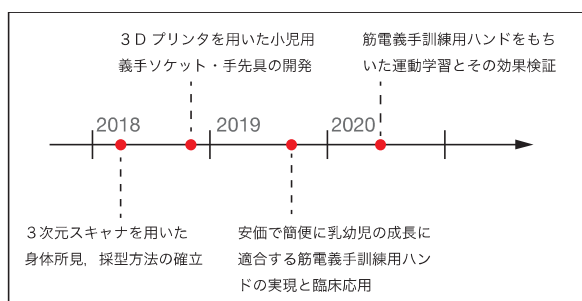 ３Ｄプリンタを用いた小児用
義手ソケット・手先具の開発
筋電義手訓練用ハンドをもち
いた運動学習とその効果検証
2018
2019
2020
３次元スキャナを用いた
身体所見，採型方法の確立
安価で簡便に乳幼児の成長に
適合する筋電義手訓練用ハン
ドの実現と臨床応用